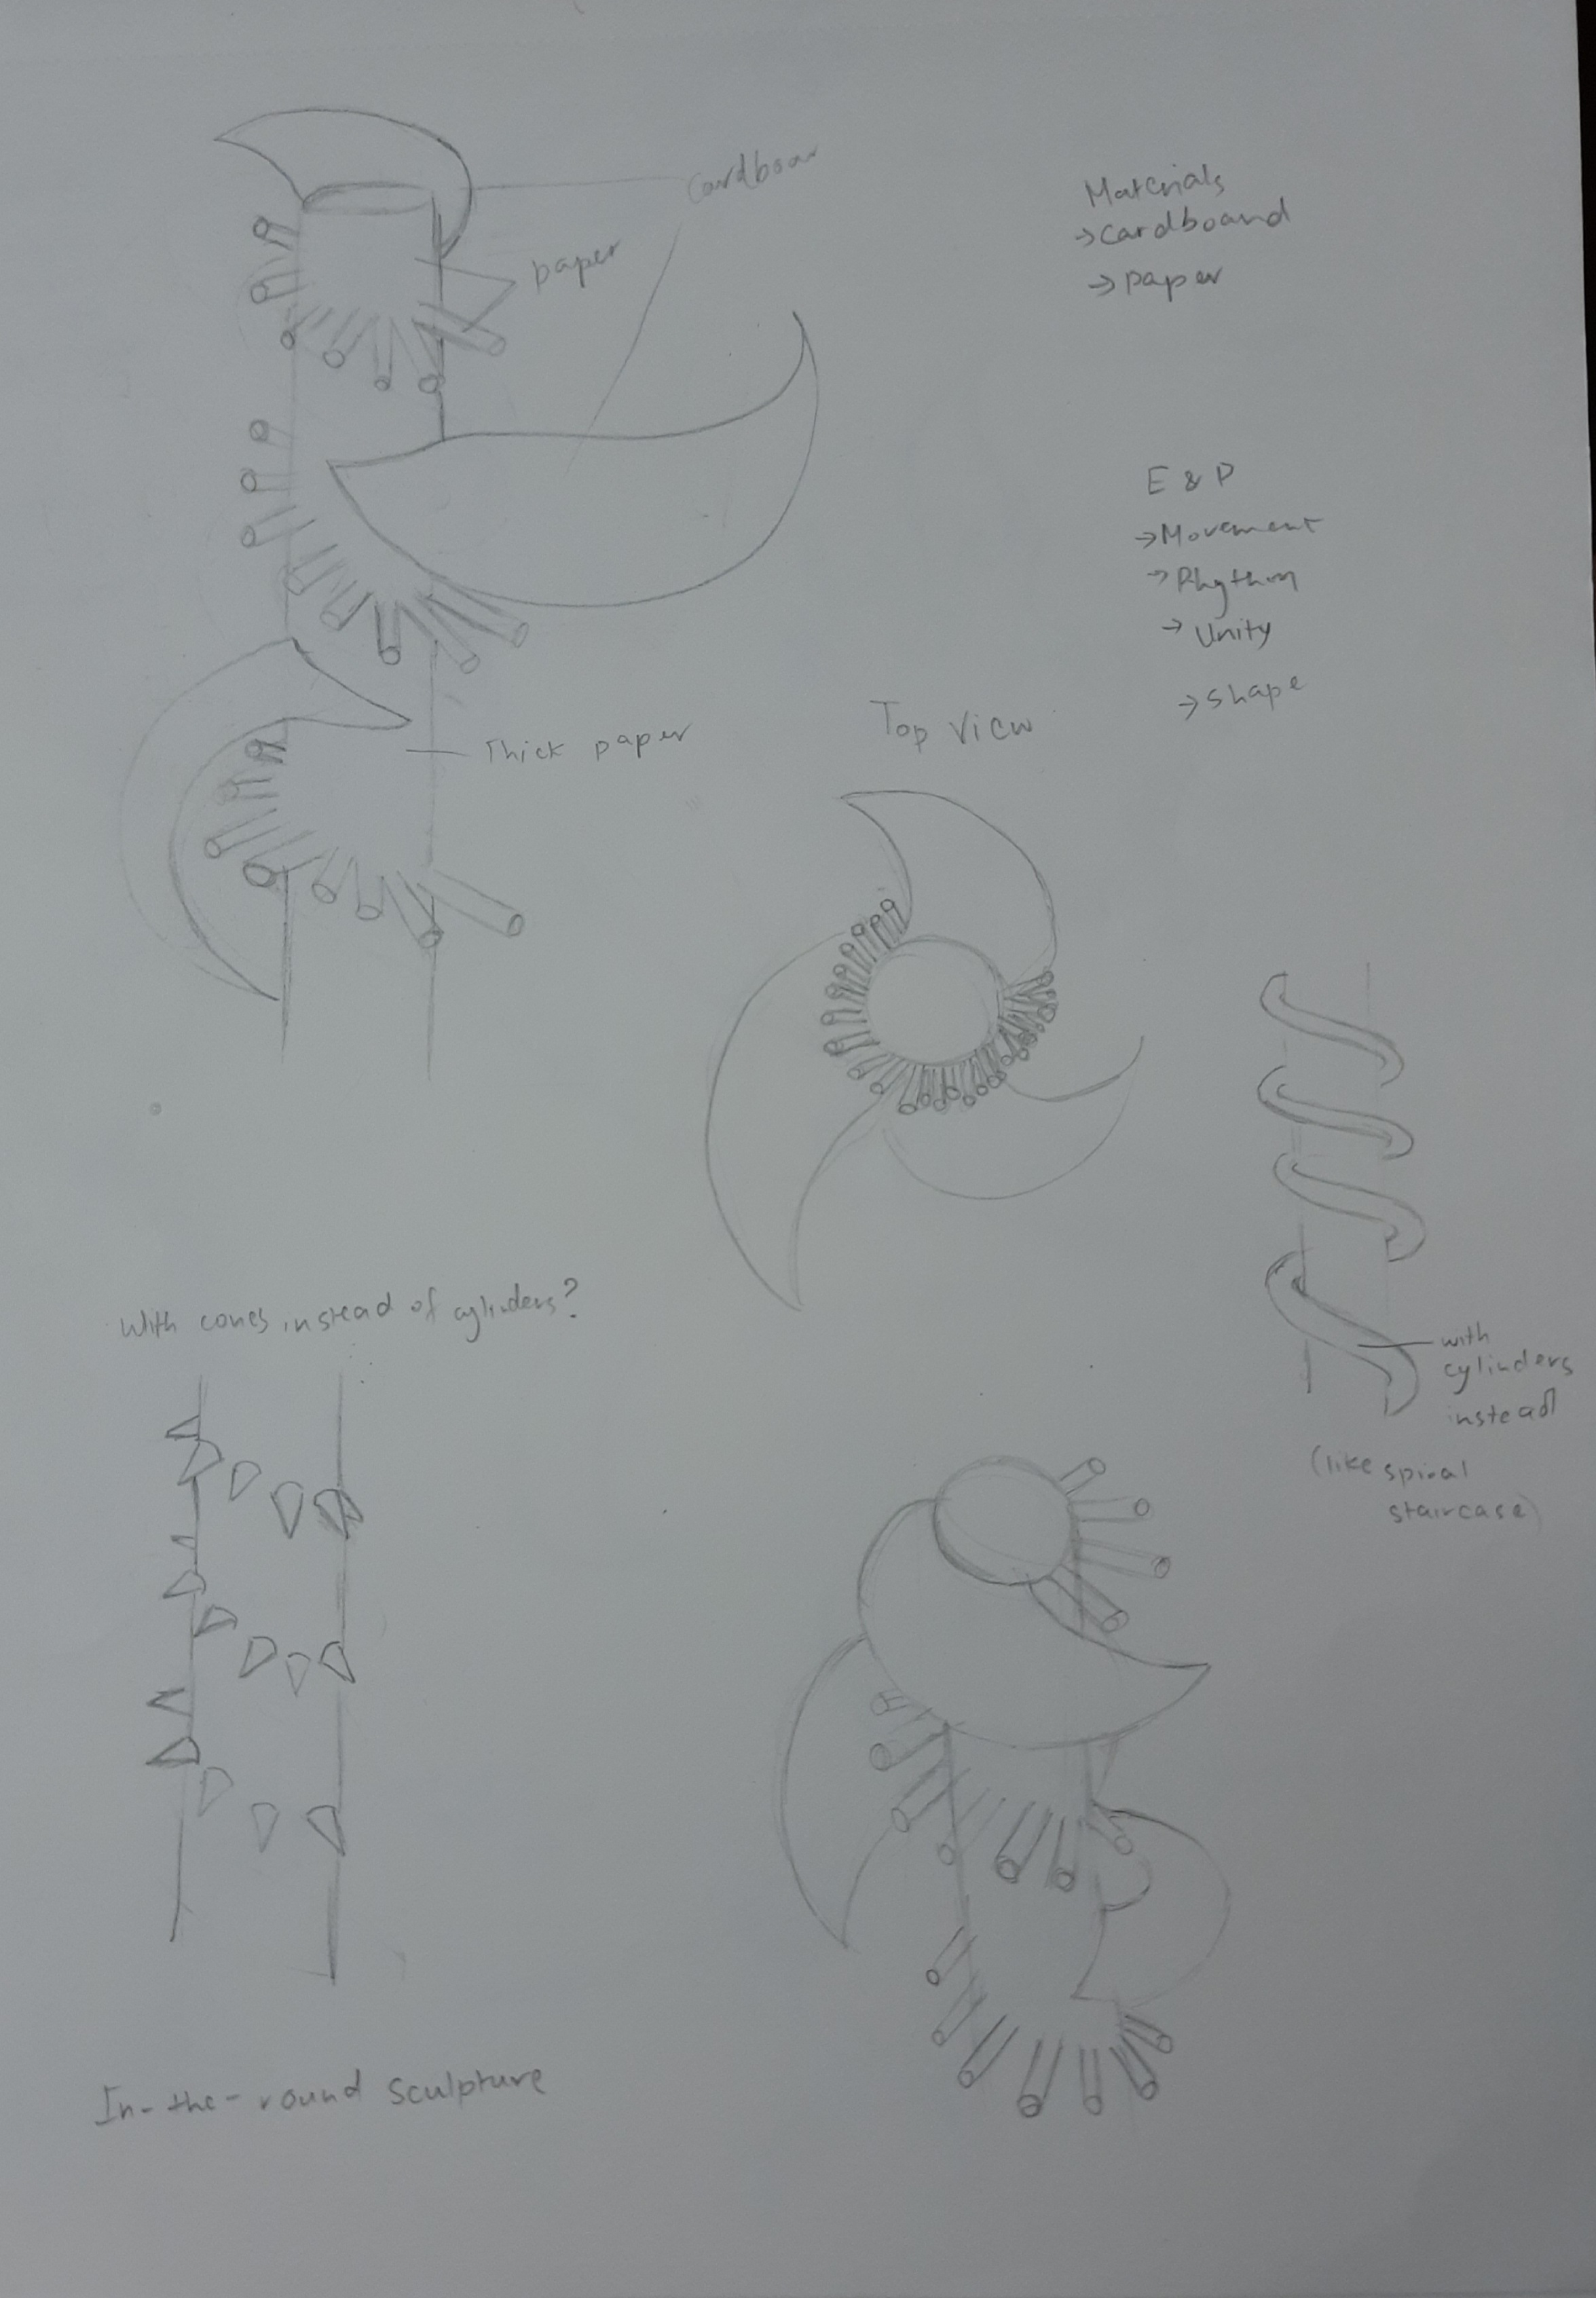 Cardboar
paper
Materials
→ cardboard
→ paper
E & P
→ Movement
→ Rhythm
→ Unity
→ shape
Top View
Thick paper
With cones instead of cylinders?
with
cylinders
instead
(like spiral
staircase)
In-the-round sculpture